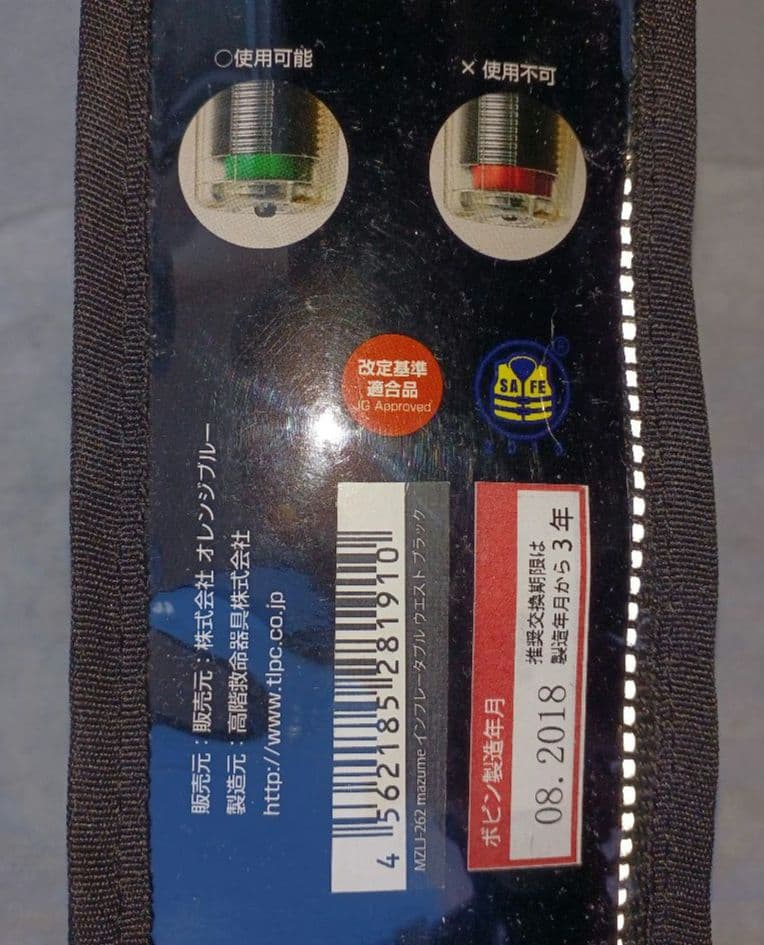 ○使用可能
× 使用不可
改定基準
適合品
JG Approved
SAFE
販売元：販売元：株式会社 オレンジブルー
製造元：高階救命器具株式会社
http://www.tlpc.co.jp
4 562185 281910
MZLJ-262 mazume インフレータブル ウエスト ブラック
ボビン製造年月
08.2018
推奨交換期限は
製造年月から 3 年